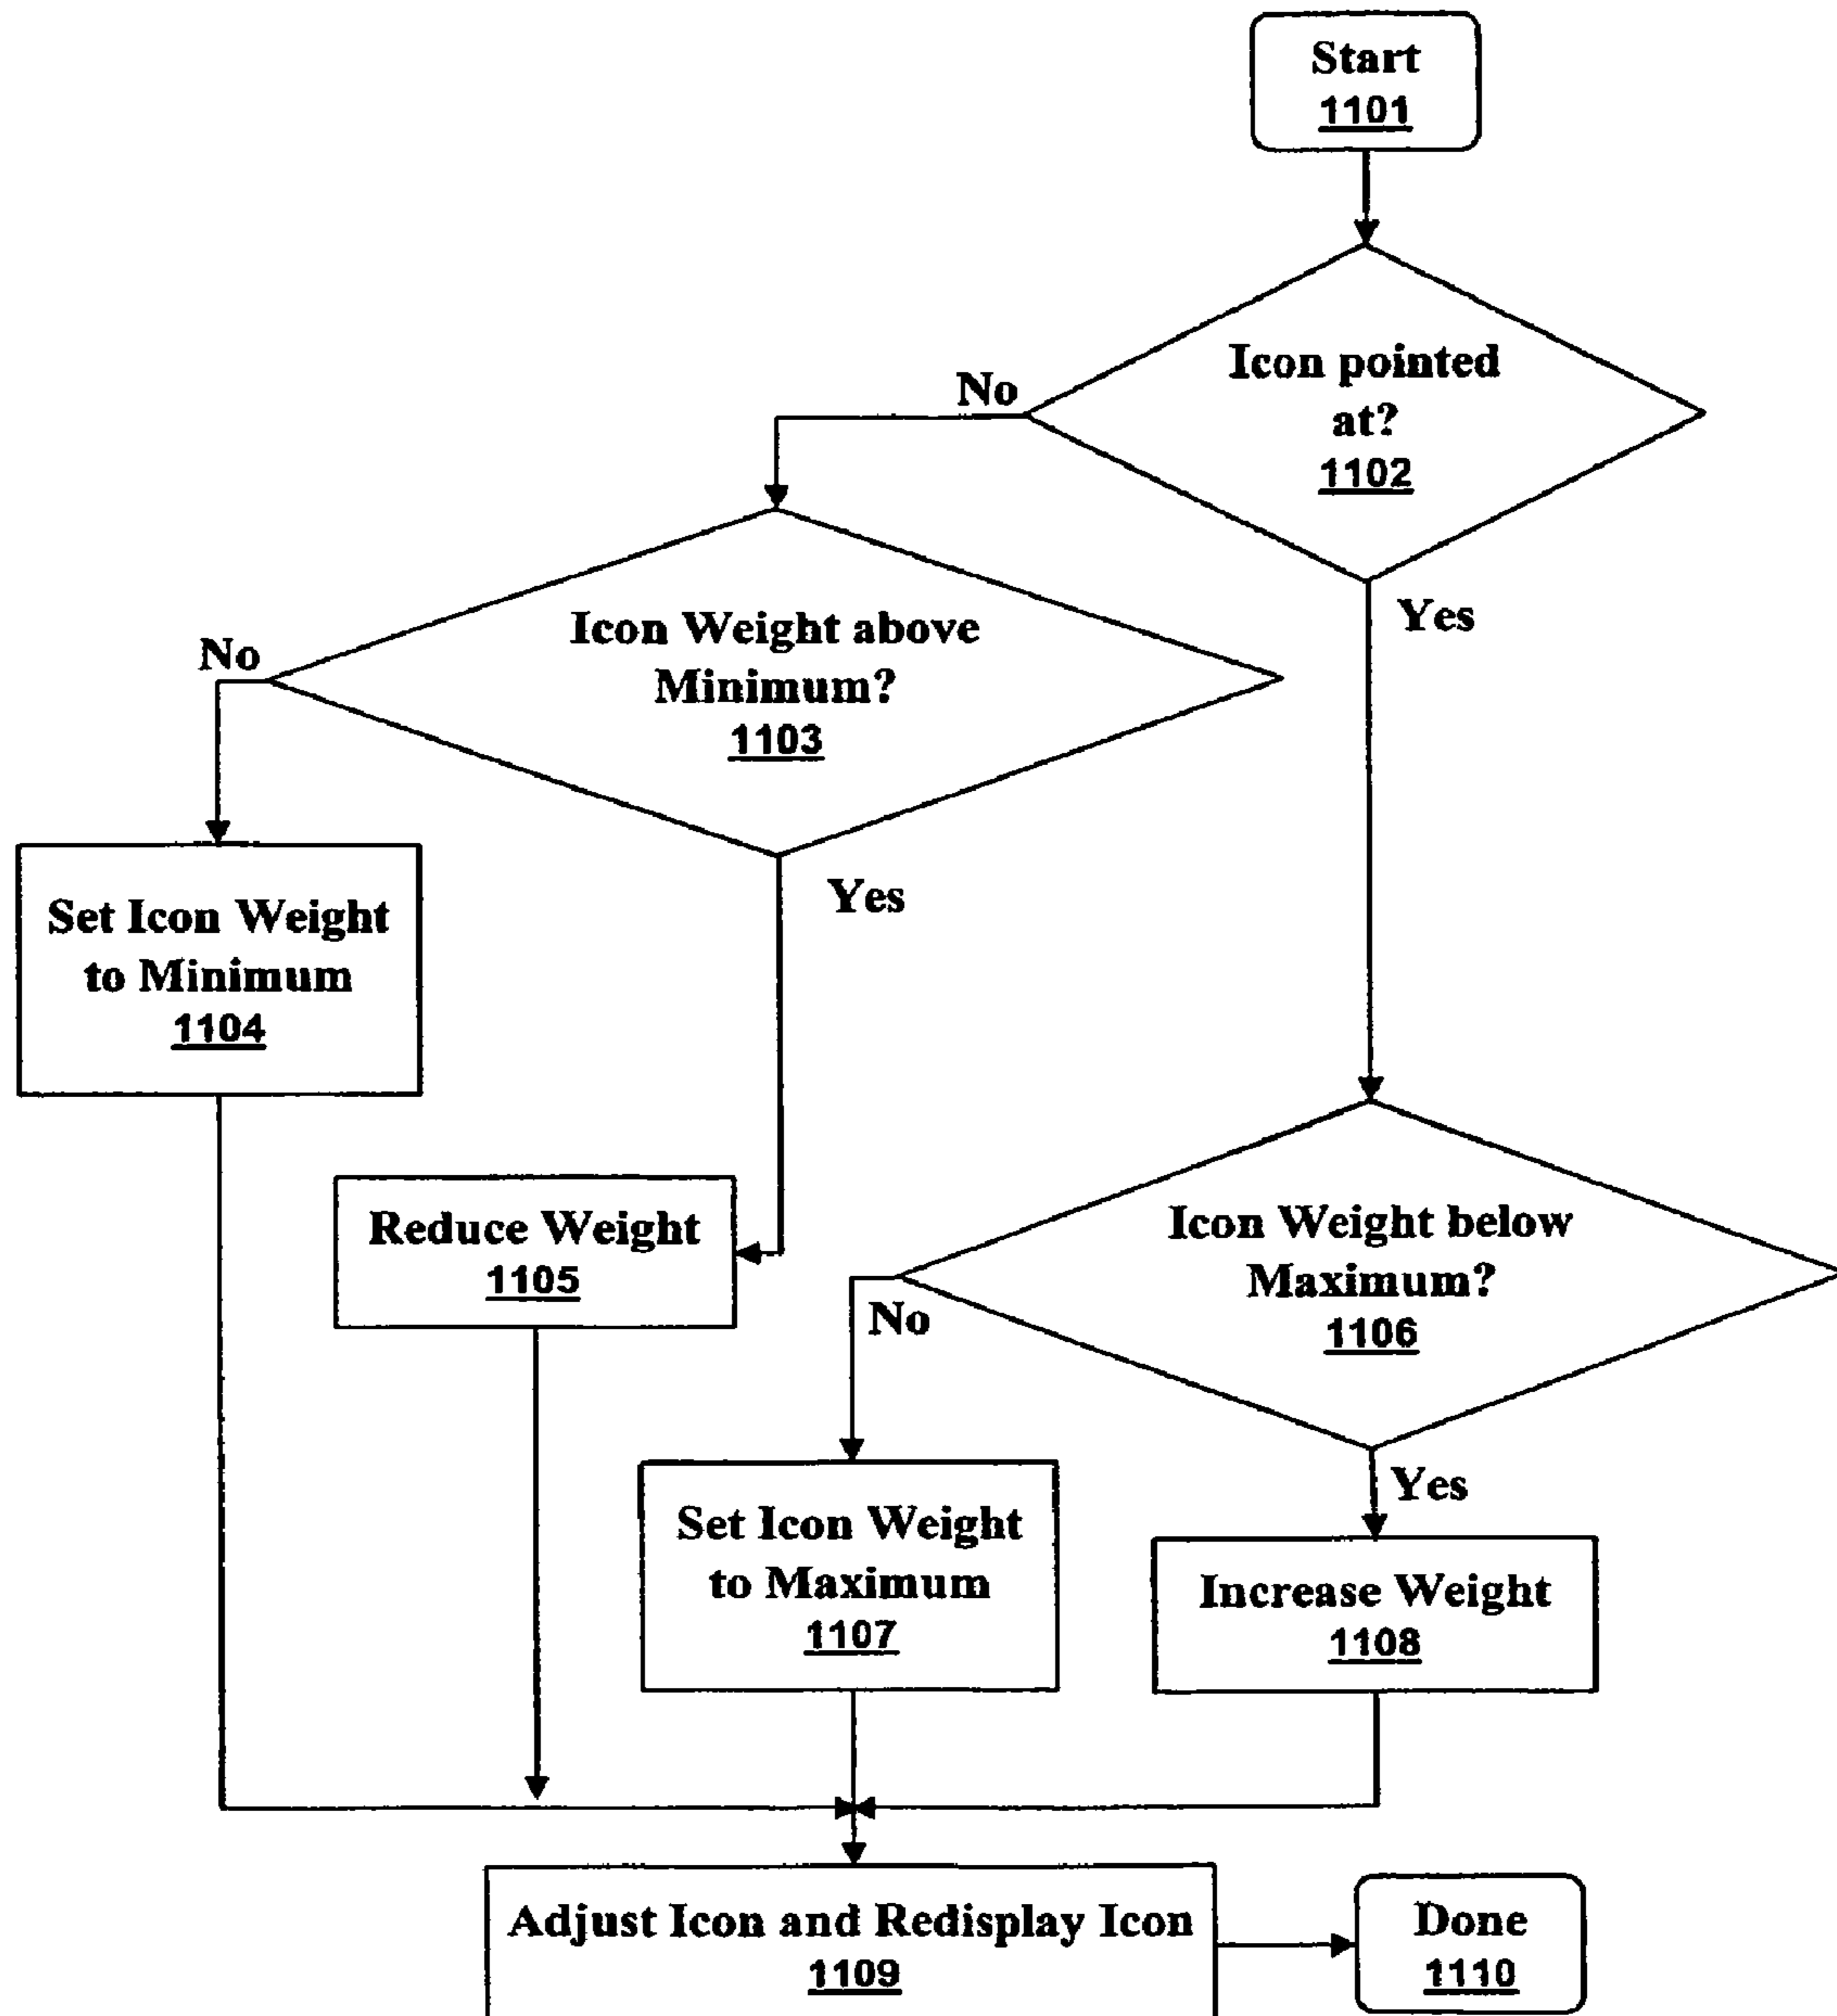 Start
1101
Icon pointed
at?
1102
No
Yes
Icon Weight above
Minimum?
1103
No
Yes
Set Icon Weight
to Minimum
1104
Reduce Weight
1105
Icon Weight below
Maximum?
1106
No
Yes
Set Icon Weight
to Maximum
1107
Increase Weight
1108
Adjust Icon and Redisplay Icon
1109
Done
1110